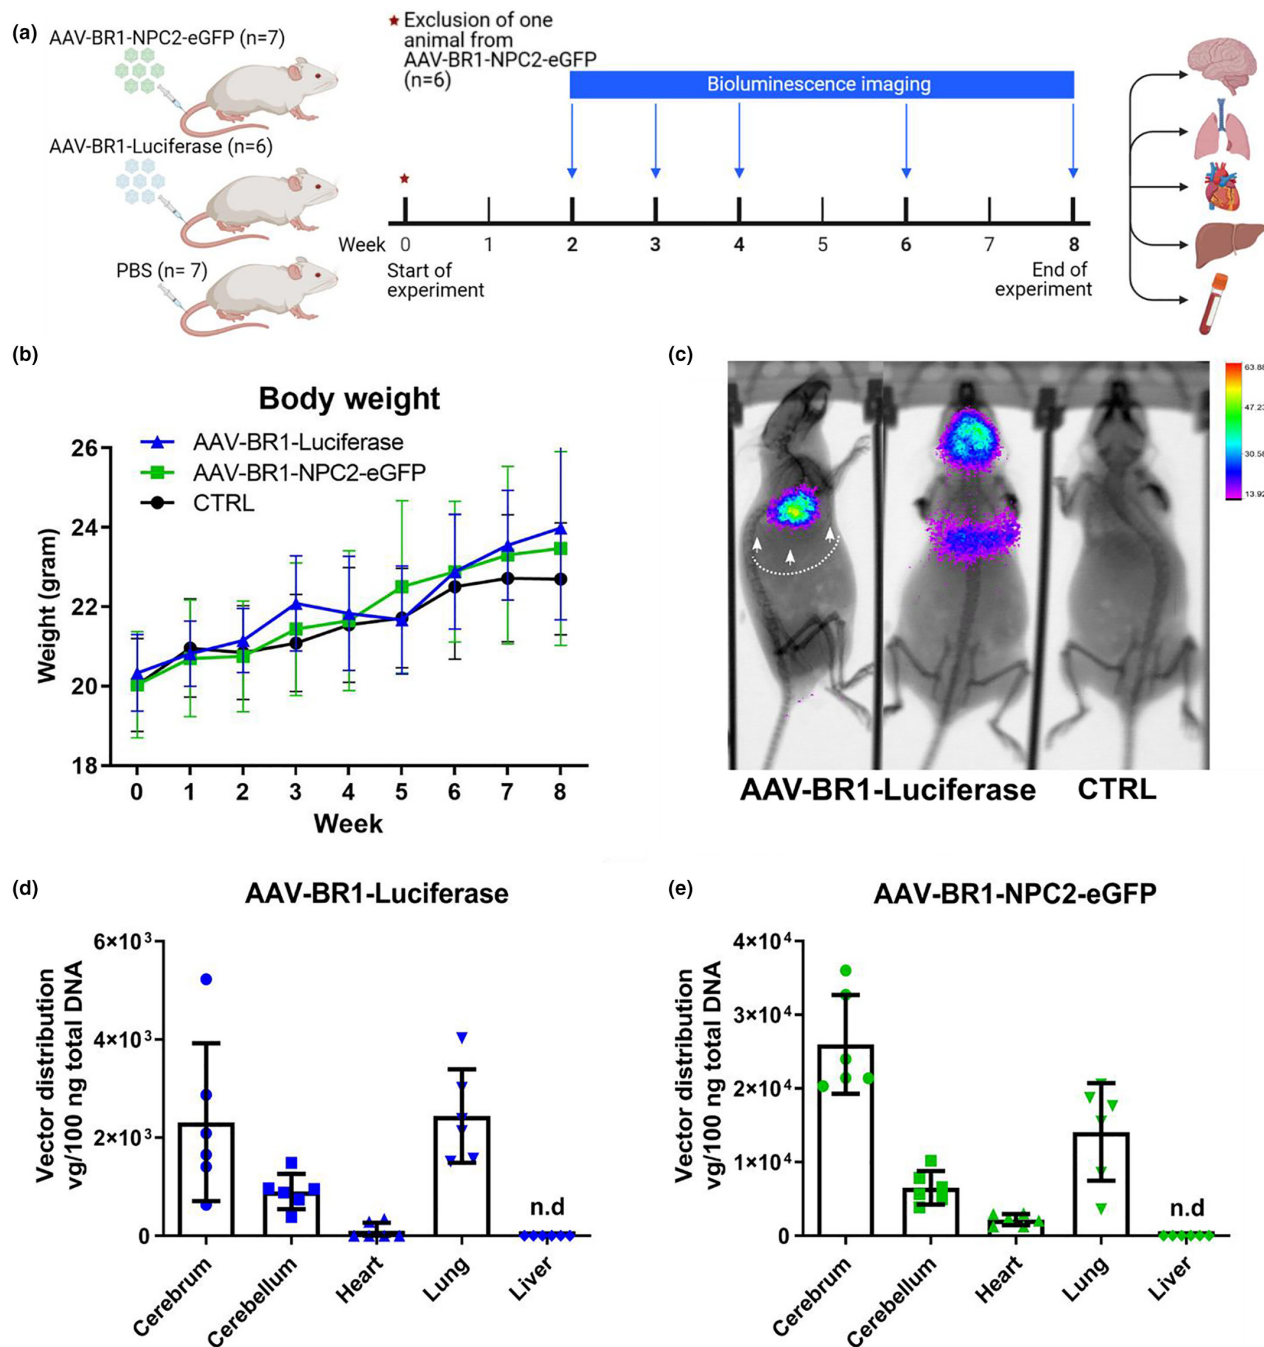 (a)
AAV-BR1-NPC2-eGFP (n=7)
AAV-BR1-Luciferase (n=6)
PBS (n= 7)
Exclusion of one
animal from
AAV-BR1-NPC2-eGFP
(n=6)
Bioluminescence imaging
Week 0 1 2 3 4 5 6 7 8
Start of
experiment
End of
experiment
(b)
Body weight
AAV-BR1-Luciferase
AAV-BR1-NPC2-eGFP
CTRL
Weight (gram)
26
24
22
20
18
0 1 2 3 4 5 6 7 8
Week
(c)
63.88
47.23
30.58
13.92
AAV-BR1-Luciferase CTRL
(d)
AAV-BR1-Luciferase
Vector distribution
vg/100 ng total DNA
6×10³
4×10³
2×10³
0
n.d
Cerebrum
Cerebellum
Heart
Lung
Liver
(e)
AAV-BR1-NPC2-eGFP
Vector distribution
vg/100 ng total DNA
4×10⁴
3×10⁴
2×10⁴
1×10⁴
0
n.d
Cerebrum
Cerebellum
Heart
Lung
Liver